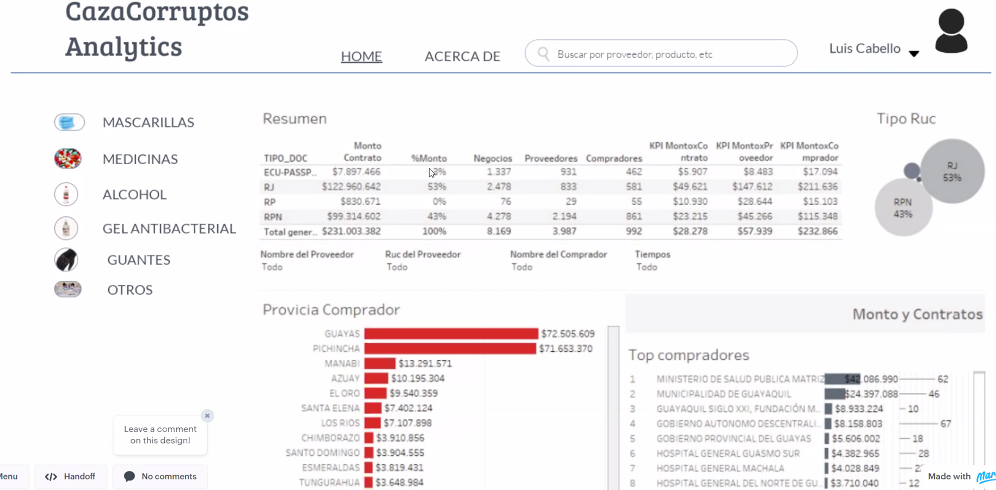 CazaCorruptos
Analytics
HOME
ACERCA DE
Buscar por proveedor, producto, etc
Luis Cabello
MASCARILLAS
MEDICINAS
ALCOHOL
GEL ANTIBACTERIAL
GUANTES
OTROS
Resumen
TIPO_DOC Monto Contrato %Monto Negocios Proveedores Compradores KPI MontoxCo ntrato KPI MontoxPr oveedor KPI MontoxCo mprador
ECU-PASSP... $7.897.466 1.337 931 462 $5.907 $8.483 $17.094
RJ $122.960.642 53% 2.478 833 581 $49.621 $147.612 $211.636
RP $830.671 0% 76 29 55 $10.930 $28.644 $15.103
RPN $99.314.602 43% 4.278 2.194 861 $23.215 $45.266 $115.348
Total gener... $231.003.382 100% 8.169 3.987 992 $28.278 $57.939 $232.866
Nombre del Proveedor Ruc del Proveedor Nombre del Comprador Tiempos
Todo Todo Todo Todo
Tipo Ruc
RJ
53%
RPN
43%
Provicia Comprador
GUAYAS $72.505.609
PICHINCHA $71.653.370
MANABI $13.291.571
AZUAY $10.195.304
EL ORO $9.540.359
SANTA ELENA $7.402.124
LOS RIOS $7.107.898
CHIMBORAZO $3.910.856
SANTO DOMINGO $3.904.555
ESMERALDAS $3.819.431
TUNGURAHUA $3.648.984
Monto y Contratos
Top compradores
1 MINISTERIO DE SALUD PUBLICA MATRIZ $42.086.990 62
2 MUNICIPALIDAD DE GUAYAQUIL $24.397.088 46
3 GUAYAQUIL SIGLO XXI, FUNDACIÓN M... $8.933.224 10
4 GOBIERNO AUTONOMO DESCENTRALI... $8.158.803 67
5 GOBIERNO PROVINCIAL DEL GUAYAS $5.606.002 18
6 HOSPITAL GENERAL GUASMO SUR $4.382.965 28
7 HOSPITAL GENERAL MACHALA $4.028.849
8 HOSPITAL GENERAL DEL NORTE DE GU... $3.710.040 12
Leave a comment
on this design!
Menu
</> Handoff
No comments
Made with Mar